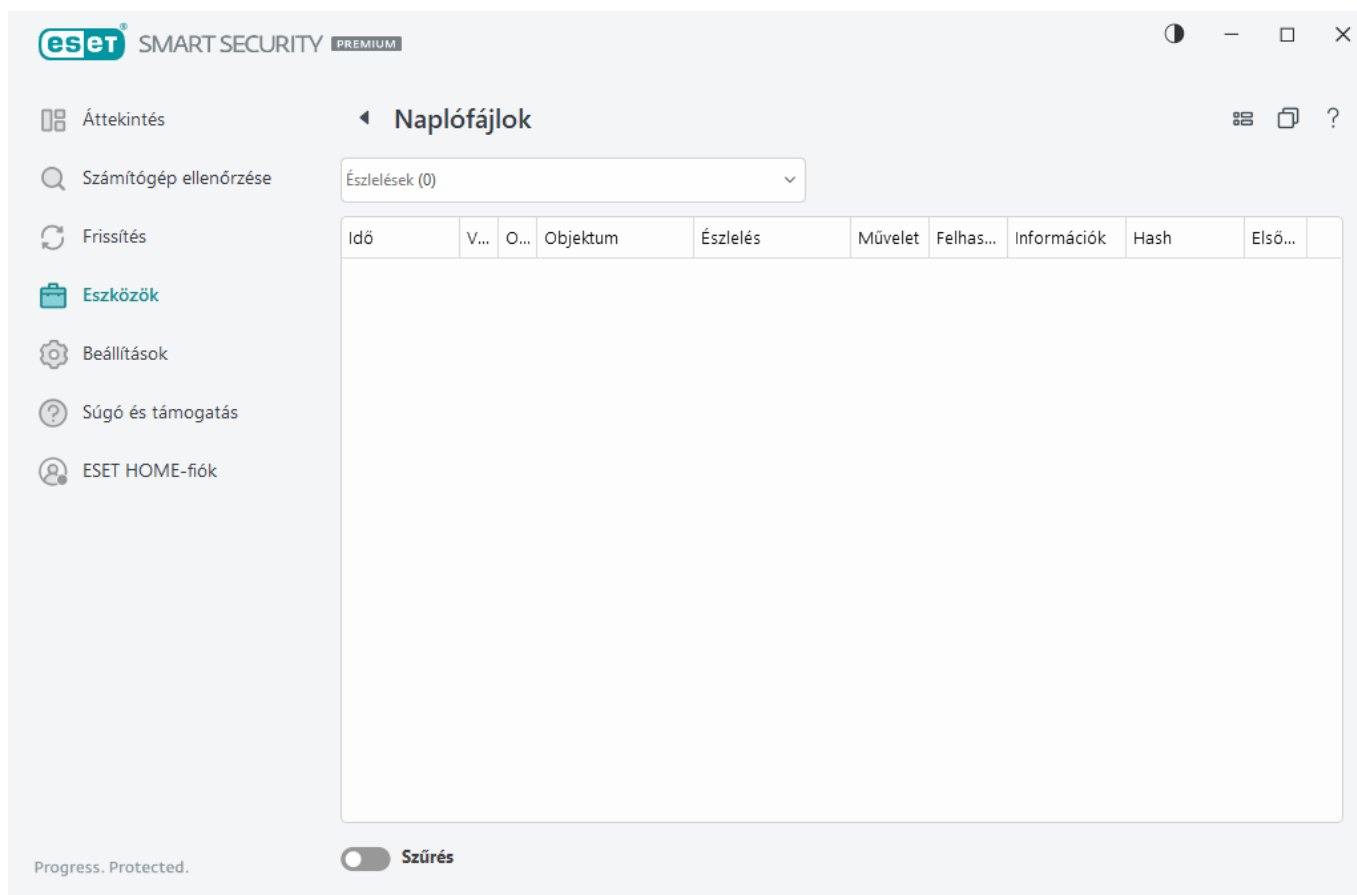 eset® SMART SECURITY PREMIUM
Áttekintés
Számítógép ellenőrzése
Frissítés
Eszközök
Beállítások
Súgó és támogatás
ESET HOME-fiók
Naplófájlok
?
Észlelések (0)
Idő V... O... Objektum Észlelés Művelet Felhas... Információk Hash Első...
Szűrés
Progress. Protected.